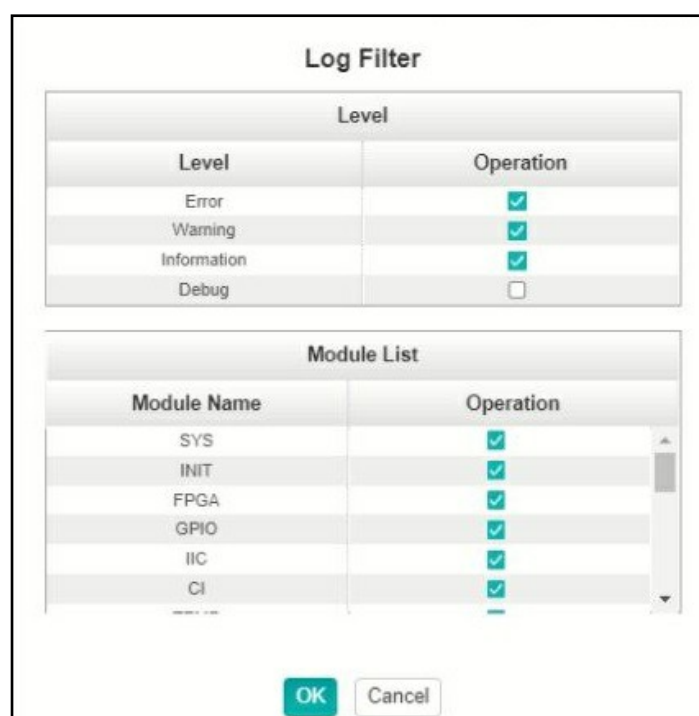 Log Filter
Level
Level Operation
Error
Warning
Information
Debug
Module List
Module Name Operation
SYS
INIT
FPGA
GPIO
IIC
CI
OK Cancel